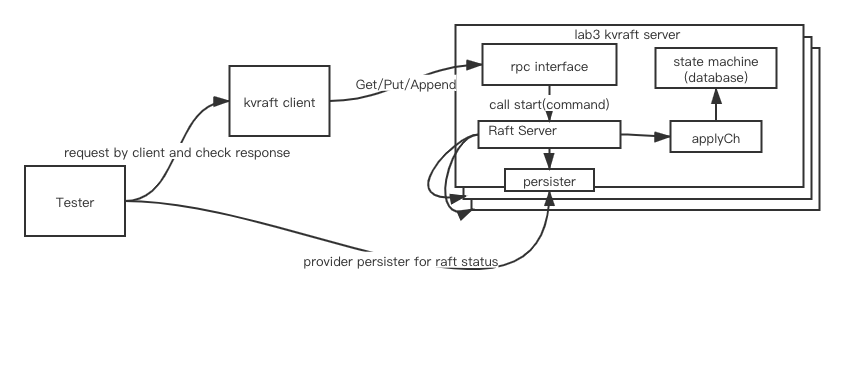 lab3 kvraft server
rpc interface
state machine
(database)
kvraft client
Get/Put/Append
call start(command)
Raft Server
applyCh
request by client and check response
persister
Tester
provider persister for raft status